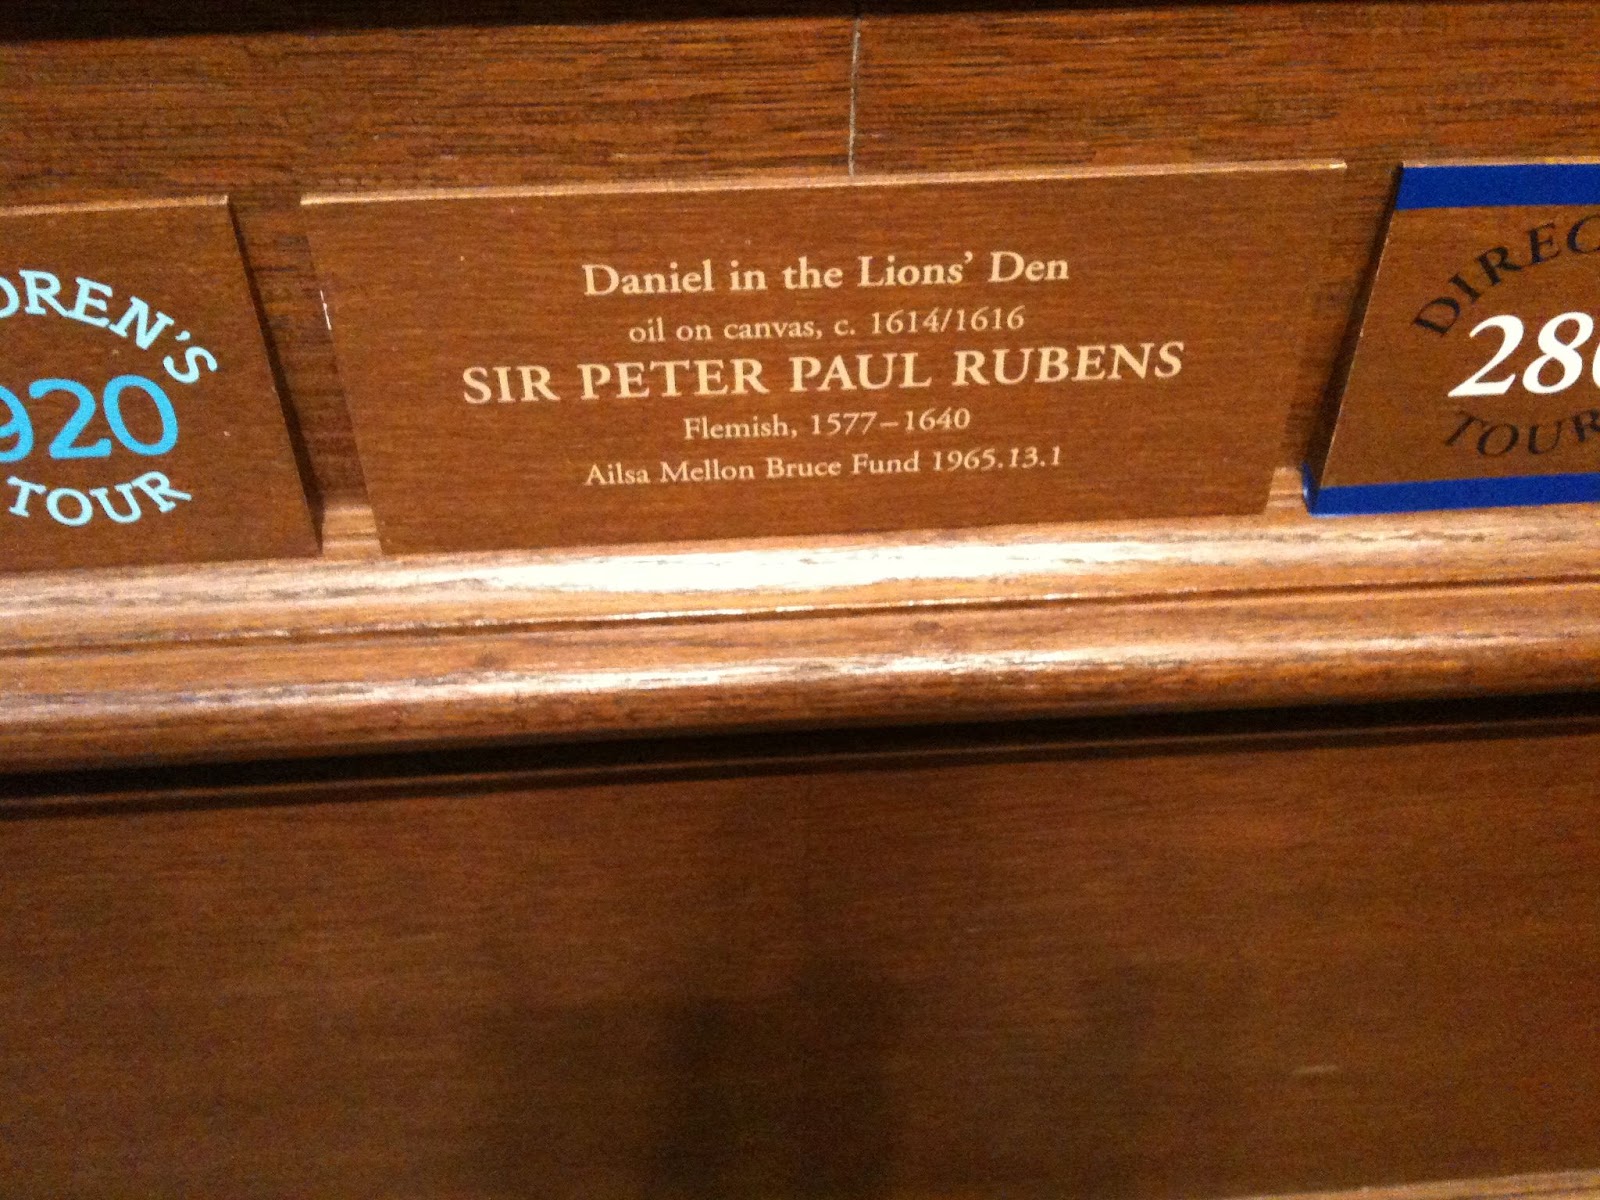 DREN'S
920
TOUR
Daniel in the Lions' Den
oil on canvas, c. 1614/1616
SIR PETER PAUL RUBENS
Flemish, 1577–1640
Ailsa Mellon Bruce Fund 1965.13.1
DIREC
280
TOUR